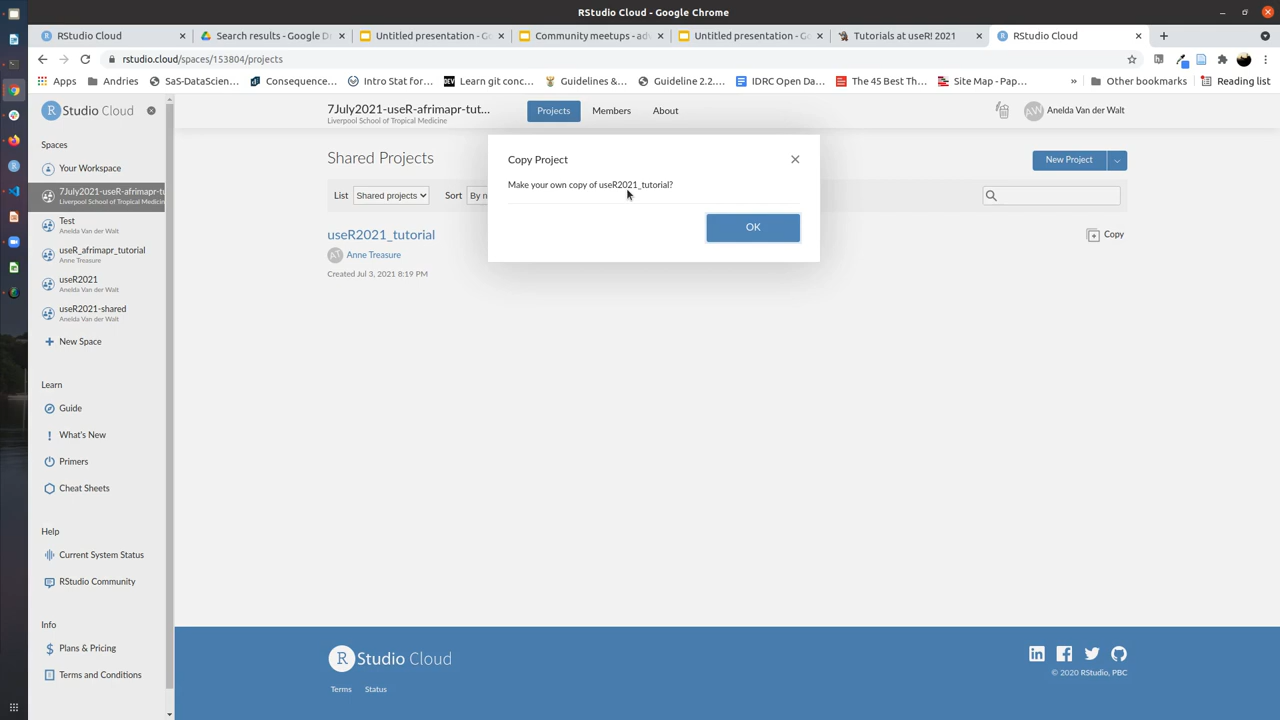 RStudio Cloud - Google Chrome
RStudio Cloud
Search results - Google D
Untitled presentation - G
Community meetups - adv
Untitled presentation - G
Tutorials at useR! 2021
RStudio Cloud
rstudio.cloud/spaces/153804/projects
Apps
Andries
SaS-DataScien...
Consequence...
Intro Stat for...
Learn git conc...
Guidelines &...
Guideline 2.2....
IDRC Open Da...
The 45 Best Th...
Site Map - Pap...
»
Other bookmarks
Reading list
R Studio Cloud
7July2021-useR-afrimapr-tut...
Liverpool School of Tropical Medicine
Projects
Members
About
Anelda Van der Walt
Spaces
Your Workspace
7July2021-useR-afrimapr-tu
Liverpool School of Tropical Medicin
Test
Anelda Van der Walt
useR_afrimapr_tutorial
Anne Treasure
useR2021
Anelda Van der Walt
useR2021-shared
Anelda Van der Walt
New Space
Learn
Guide
What's New
Primers
Cheat Sheets
Help
Current System Status
RStudio Community
Info
Plans & Pricing
Terms and Conditions
Shared Projects
New Project
List
Shared projects
Sort
By n
useR2021_tutorial
Anne Treasure
Created Jul 3, 2021 8:19 PM
Copy
Copy Project
Make your own copy of useR2021_tutorial?
OK
R Studio Cloud
Terms
Status
© 2020 RStudio, PBC